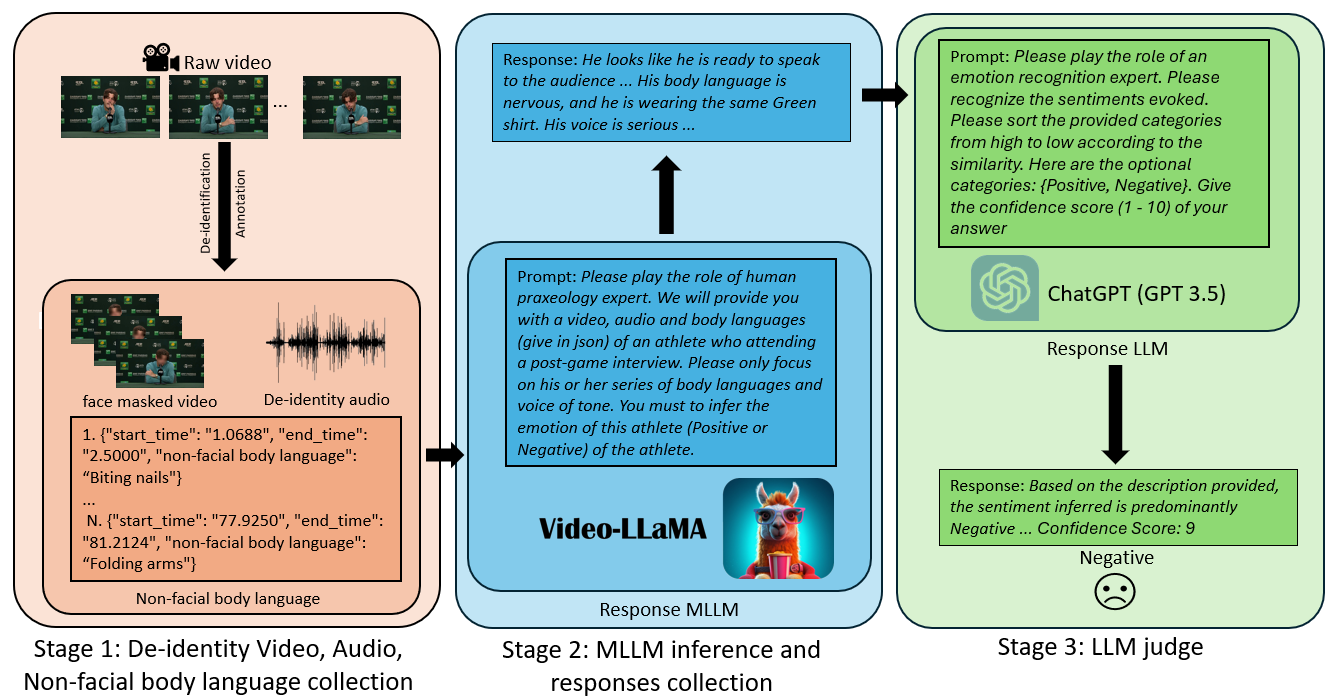 Raw video
...
De-identification
Annotation
face masked video
De-identity audio
1. {"start_time": "1.0688", "end_time":
"2.5000", "non-facial body language":
“Biting nails"}
...
N. {"start_time": "77.9250", "end_time":
"81.2124", "non-facial body language":
“Folding arms"}
Non-facial body language
Stage 1: De-identity Video, Audio,
Non-facial body language collection
Response: He looks like he is ready to speak
to the audience ... His body language is
nervous, and he is wearing the same Green
shirt. His voice is serious ...
Prompt: Please play the role of human
praxeology expert. We will provide you
with a video, audio and body languages
(give in json) of an athlete who attending
a post-game interview. Please only focus
on his or her series of body languages and
voice of tone. You must to infer the
emotion of this athlete (Positive or
Negative) of the athlete.
Video-LLaMA
Response MLLM
Stage 2: MLLM inference and
responses collection
Prompt: Please play the role of an
emotion recognition expert. Please
recognize the sentiments evoked.
Please sort the provided categories
from high to low according to the
similarity. Here are the optional
categories: {Positive, Negative}. Give
the confidence score (1 - 10) of your
answer
ChatGPT (GPT 3.5)
Response LLM
Response: Based on the description provided,
the sentiment inferred is predominantly
Negative ... Confidence Score: 9
Negative
Stage 3: LLM judge